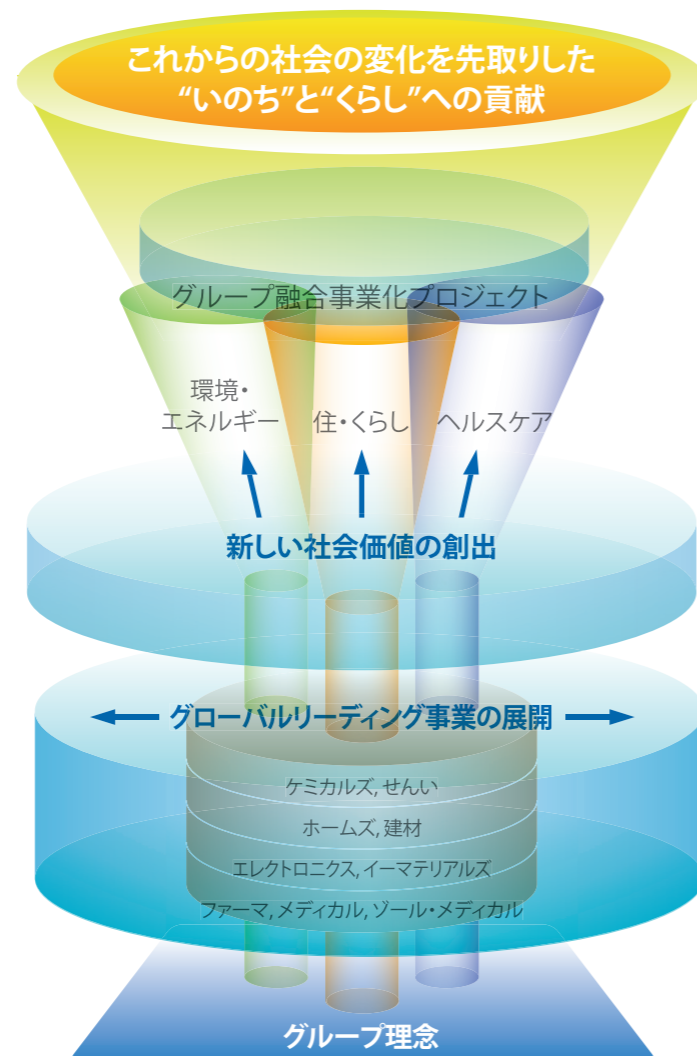 これからの社会の変化を先取りした
“いのち”と“くらし”への貢献
グループ融合事業化プロジェクト
環境・
エネルギー
住・くらし
ヘルスケア
新しい社会価値の創出
グローバルリーディング事業の展開
ケミカルズ, せんい
ホームズ, 建材
エレクトロニクス, イーマテリアルズ
ファーマ, メディカル, ゾール・メディカル
グループ理念